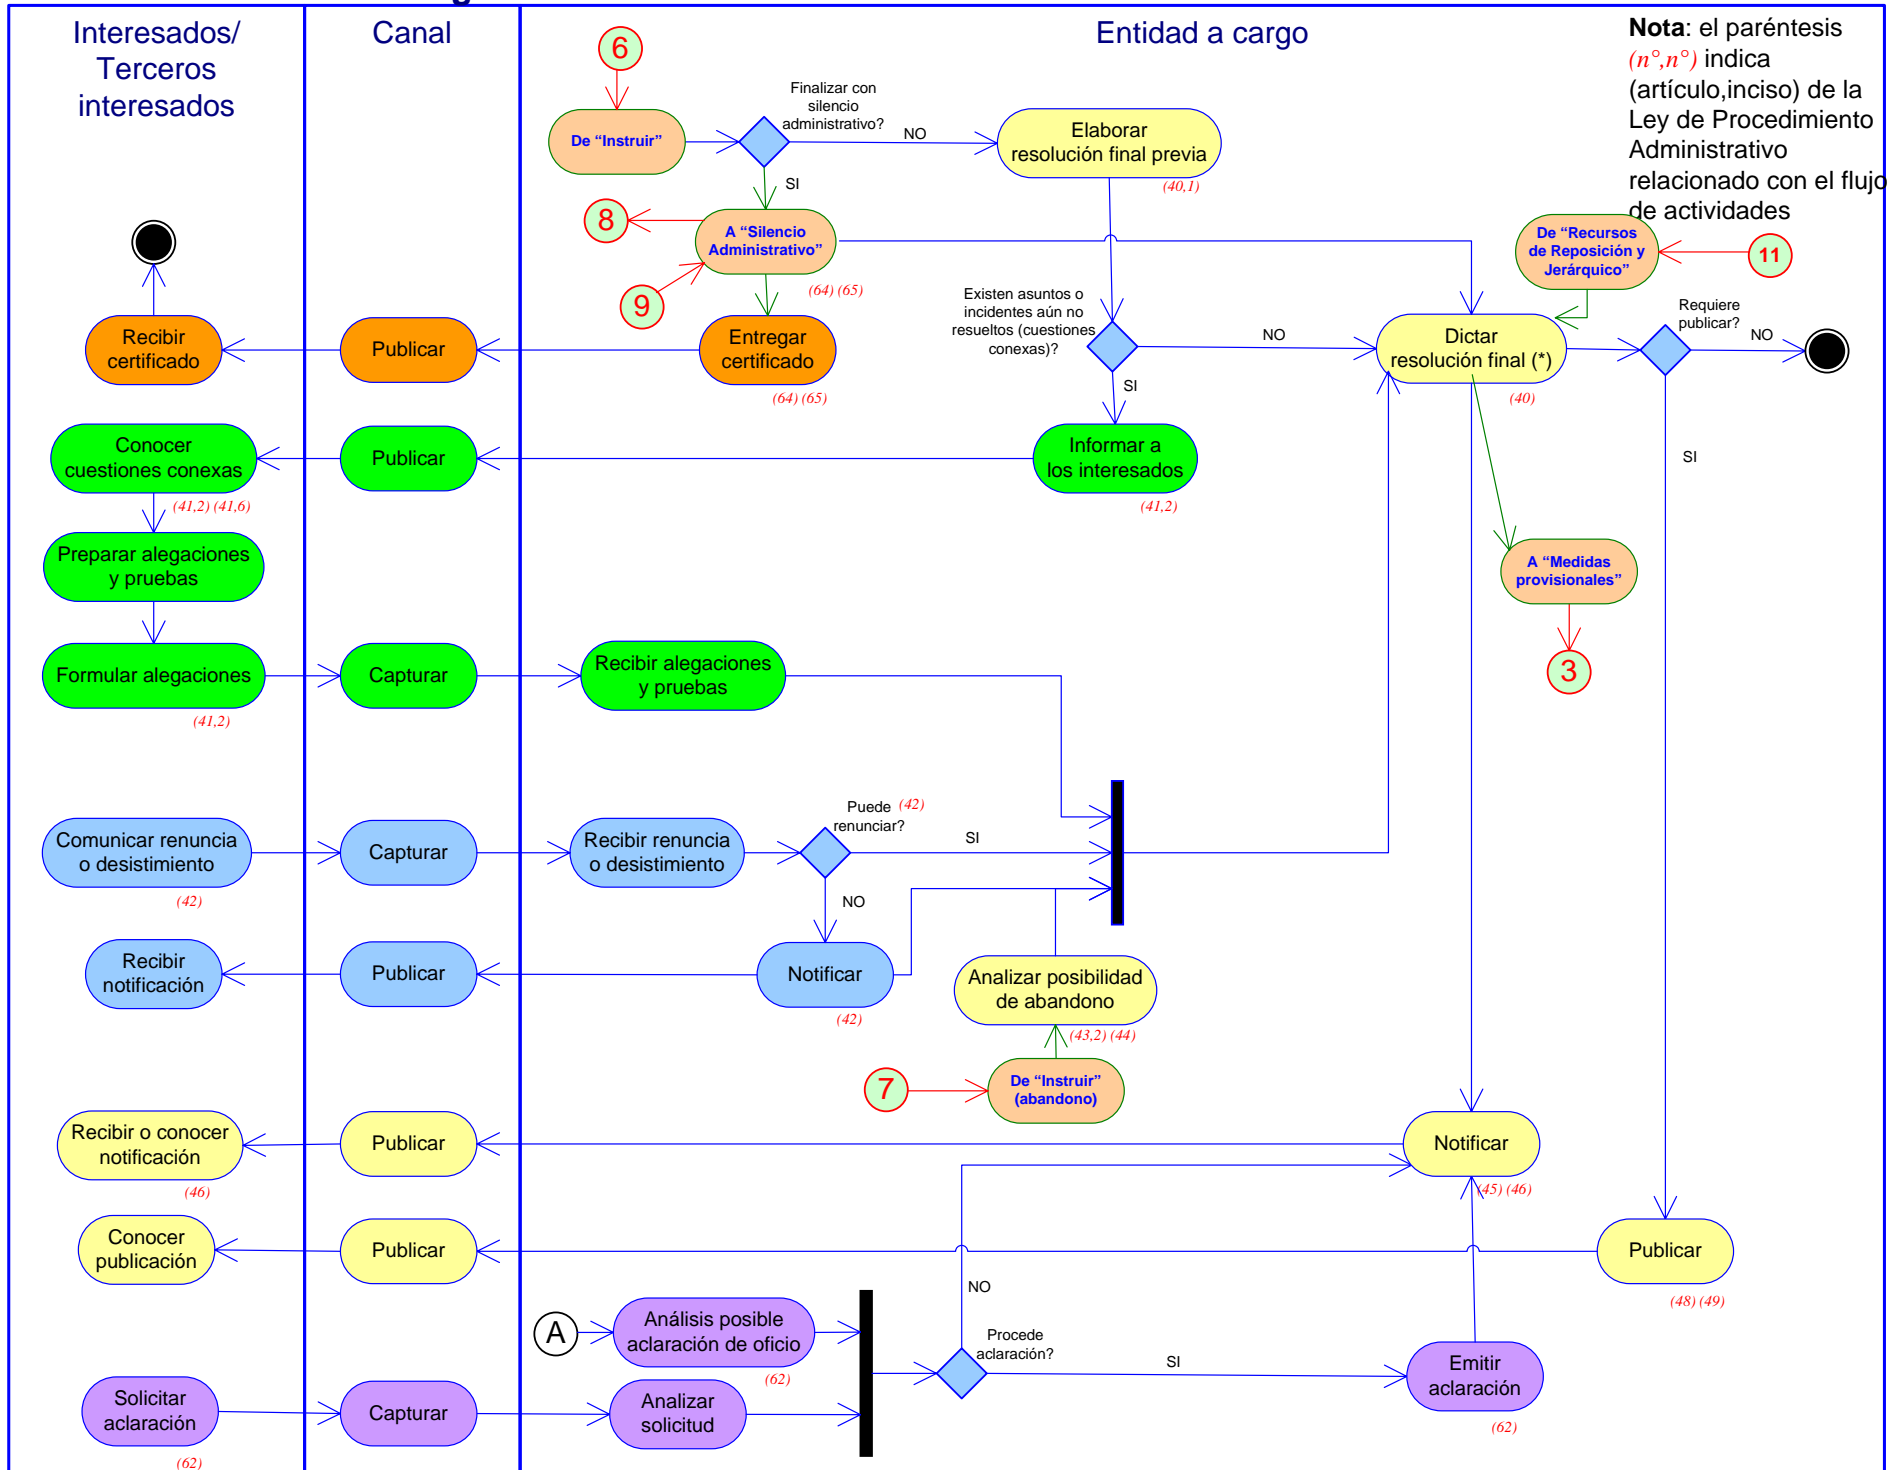 Interesados/
Terceros
interesados
Canal
Entidad a cargo
Nota: el paréntesis
(n°,n°) indica
(artículo,inciso) de la
Ley de Procedimiento
Administrativo
relacionado con el flujo
de actividades
6
De “Instruir”
Finalizar con
silencio
administrativo?
NO
SI
Elaborar
resolución final previa
(40,1)
8
A “Silencio
Administrativo”
(64) (65)
9
De “Recursos
de Reposición y
Jerárquico”
11
Existen asuntos o
incidentes aún no
resueltos (cuestiones
conexas)?
NO
SI
Requiere
publicar?
NO
SI
Recibir
certificado
Publicar
Entregar
certificado
(64) (65)
Dictar
resolución final (*)
(40)
Conocer
cuestiones conexas
(41,2) (41,6)
Publicar
Informar a
los interesados
(41,2)
Preparar alegaciones
y pruebas
A “Medidas
provisionales”
3
Formular alegaciones
(41,2)
Capturar
Recibir alegaciones
y pruebas
Comunicar renuncia
o desistimiento
(42)
Capturar
Recibir renuncia
o desistimiento
Puede (42)
renunciar?
SI
NO
Recibir
notificación
Publicar
Notificar
(42)
Analizar posibilidad
de abandono
(43,2) (44)
7
De “Instruir”
(abandono)
Recibir o conocer
notificación
(46)
Publicar
Notificar
(45) (46)
Conocer
publicación
Publicar
Publicar
(48) (49)
NO
A
Análisis posible
aclaración de oficio
(62)
Procede
aclaración?
SI
Emitir
aclaración
(62)
Solicitar
aclaración
(62)
Capturar
Analizar
solicitud